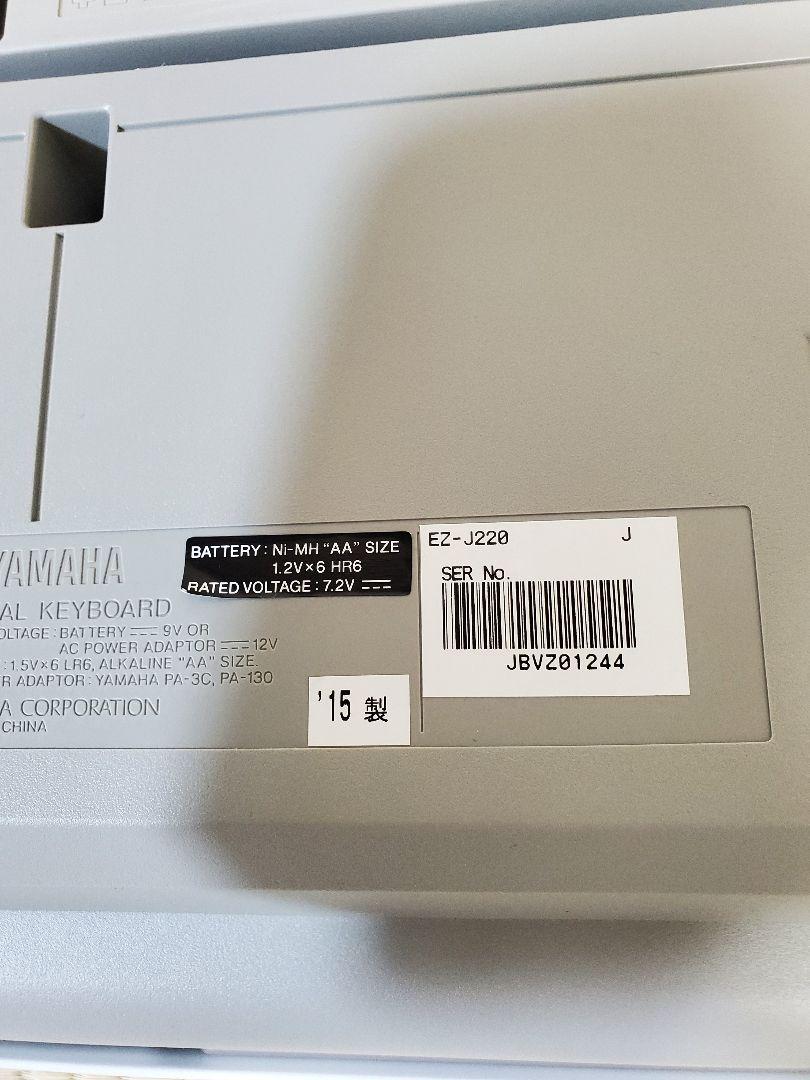 YAMAHA
AL KEYBOARD
OLTAGE : BATTERY ⎓ 9V OR
AC POWER ADAPTOR ⎓ 12V
: 1.5V×6 LR6, ALKALINE "AA" SIZE.
ER ADAPTOR : YAMAHA PA-3C, PA-130
A CORPORATION
CHINA
BATTERY : Ni-MH "AA" SIZE
1.2V×6 HR6
RATED VOLTAGE : 7.2V ⎓
'15 製
EZ-J220 J
SER No.
JBVZ01244